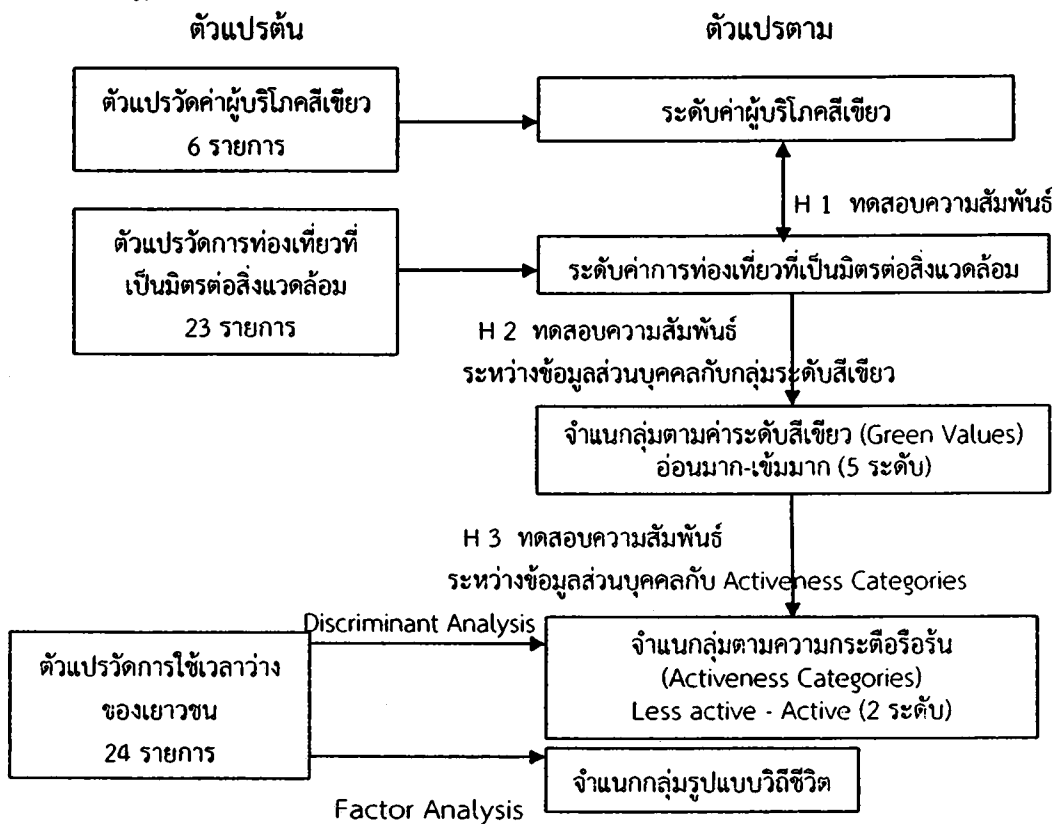 ตัวแปรต้น
ตัวแปรตาม
ตัวแปรวัดค่าผู้บริโภคสีเขียว
6 รายการ
ระดับค่าผู้บริโภคสีเขียว
H 1 ทดสอบความสัมพันธ์
ตัวแปรวัดการท่องเที่ยวที่
เป็นมิตรต่อสิ่งแวดล้อม
23 รายการ
ระดับค่าการท่องเที่ยวที่เป็นมิตรต่อสิ่งแวดล้อม
H 2 ทดสอบความสัมพันธ์
ระหว่างข้อมูลส่วนบุคคลกับกลุ่มระดับสีเขียว
จำแนกลุ่มตามค่าระดับสีเขียว (Green Values)
อ่อนมาก-เข้มมาก (5 ระดับ)
H 3 ทดสอบความสัมพันธ์
ระหว่างข้อมูลส่วนบุคคลกับ Activeness Categories
Discriminant Analysis
ตัวแปรวัดการใช้เวลาว่าง
ของเยาวชน
24 รายการ
จำแนกลุ่มตามความกระตือรือร้น
(Activeness Categories)
Less active - Active (2 ระดับ)
จำแนกกลุ่มรูปแบบวิถีชีวิต
Factor Analysis